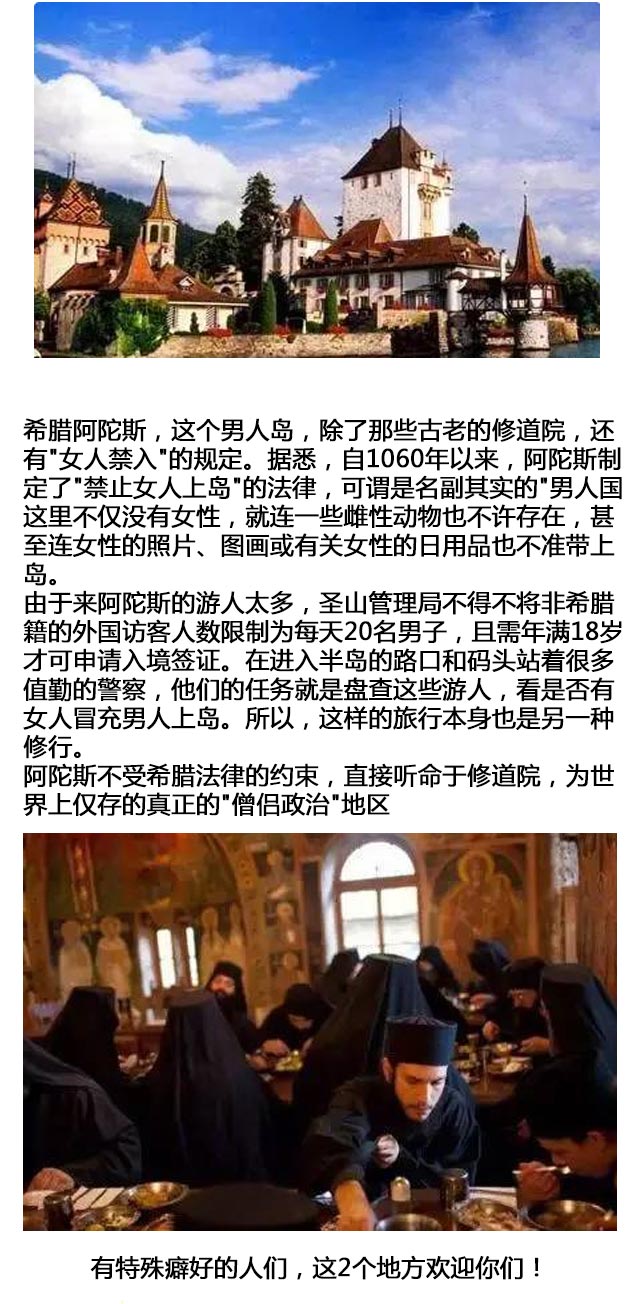 希腊阿陀斯，这个男人岛，除了那些古老的修道院，还
有"女人禁入"的规定。据悉，自1060年以来，阿陀斯制
定了"禁止女人上岛"的法律，可谓是名副其实的"男人国
这里不仅没有女性，就连一些雌性动物也不许存在，甚
至连女性的照片、图画或有关女性的日用品也不准带上
岛。
由于来阿陀斯的游人太多，圣山管理局不得不将非希腊
籍的外国访客人数限制为每天20名男子，且需年满18岁
才可申请入境签证。在进入半岛的路口和码头站着很多
值勤的警察，他们的任务就是盘查这些游人，看是否有
女人冒充男人上岛。所以，这样的旅行本身也是另一种
修行。
阿陀斯不受希腊法律的约束，直接听命于修道院，为世
界上仅存的真正的"僧侣政治"地区
有特殊癖好的人们，这2个地方欢迎你们！